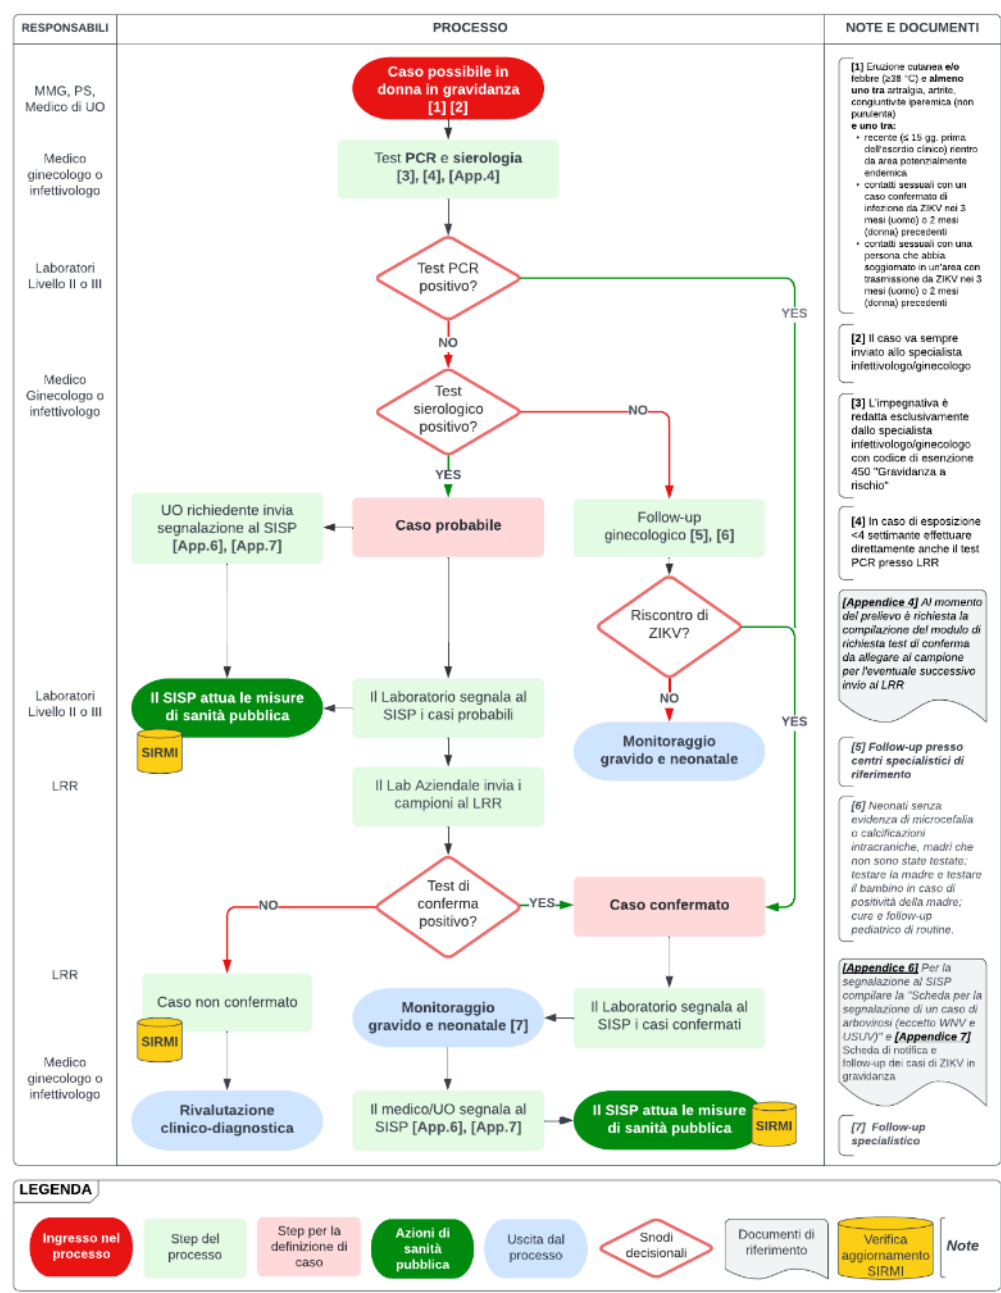 RESPONSABILI
PROCESSO
NOTE E DOCUMENTI
MMG, PS,
Medico di UO
Caso possibile in
donna in gravidanza
[1] [2]
Medico
ginecologo o
infettivologo
Test PCR e sierologia
[3], [4], [App.4]
Laboratori
Livello II o III
Test PCR
positivo?
YES
NO
Medico
Ginecologo o
infettivologo
Test
sierologico
positivo?
NO
YES
UO richiedente invia
segnalazione al SISP
[App.6], [App.7]
Caso probabile
Follow-up
ginecologico [5], [6]
Riscontro di
ZIKV?
NO
YES
Laboratori
Livello II o III
Il SISP attua le misure
di sanità pubblica
SIRMI
Il Laboratorio segnala al
SISP i casi probabili
Monitoraggio
gravido e neonatale
LRR
Il Lab Aziendale invia i
campioni al LRR
Test di
conferma
positivo?
NO
YES
Caso confermato
LRR
Caso non confermato
SIRMI
Monitoraggio
gravido e neonatale [7]
Il Laboratorio segnala al
SISP i casi confermati
Medico
ginecologo o
infettivologo
Rivalutazione
clinico-diagnostica
Il medico/UO segnala al
SISP [App.6], [App.7]
Il SISP attua le misure
di sanità pubblica
SIRMI
[1] Eruzione cutanea e/o
febbre (≥38 °C) e almeno
uno tra artralgia, artrite,
congiuntivite iperemica (non
purulenta)
e uno tra:
• recente (≤ 15 gg. prima
dell'esordio clinico) rientro
da area potenzialmente
endemica
• contatti sessuali con un
caso confermato di
infezione da ZIKV nei 3
mesi (uomo) o 2 mesi
(donna) precedenti
• contatti sessuali con una
persona che abbia
soggiornato in un'area con
trasmissione da ZIKV nei 3
mesi (uomo) o 2 mesi
(donna) precedenti
[2] Il caso va sempre
inviato allo specialista
infettivologo/ginecologo
[3] L'impegnativa è
redatta esclusivamente
dallo specialista
infettivologo/ginecologo
con codice di esenzione
450 "Gravidanza a
rischio"
[4] In caso di esposizione
<4 settimante effettuare
direttamente anche il test
PCR presso LRR
[Appendice 4] Al momento
del prelievo è richiesta la
compilazione del modulo di
richiesta test di conferma
da allegare al campione
per l'eventuale successivo
invio al LRR
[5] Follow-up presso
centri specialistici di
riferimento
[6] Neonati senza
evidenza di microcefalia
o calcificazioni
intracraniche, madri che
non sono state testate:
testare la madre e testare
il bambino in caso di
positività della madre;
cure e follow-up
pediatrico di routine.
[Appendice 6] Per la
segnalazione al SISP
compilare la "Scheda per la
segnalazione di un caso di
arbovirosi (eccetto WNV e
USUV)" e [Appendice 7]
Scheda di notifica e
follow-up dei casi di ZIKV in
gravidanza
[7] Follow-up
specialistico
LEGENDA
Ingresso nel
processo
Step del
processo
Step per la
definizione di
caso
Azioni di
sanità
pubblica
Uscita dal
processo
Snodi
decisionali
Documenti di
riferimento
Verifica
aggiornamento
SIRMI
Note